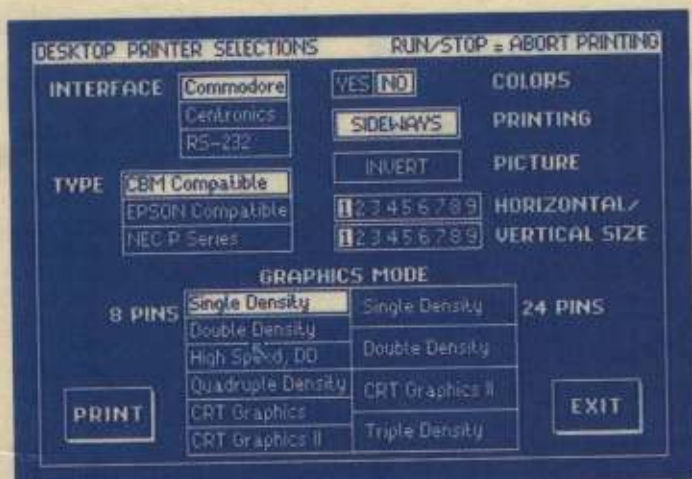 DESKTOP PRINTER SELECTIONS RUN/STOP = ABORT PRINTING
INTERFACE Commodore YES NO COLORS
Centronics
SIDEWAYS PRINTING
RS-232
INVERT PICTURE
TYPE CBM Compatible
EPSON Compatible 123456789 HORIZONTAL/
NEC P Series 123456789 VERTICAL SIZE
GRAPHICS MODE
8 PINS Single Density Single Density 24 PINS
Double Density
Double Density
High Speed, DD
Quadruple Density
CRT Graphics II
PRINT CRT Graphics EXIT
CRT Graphics II Triple Density